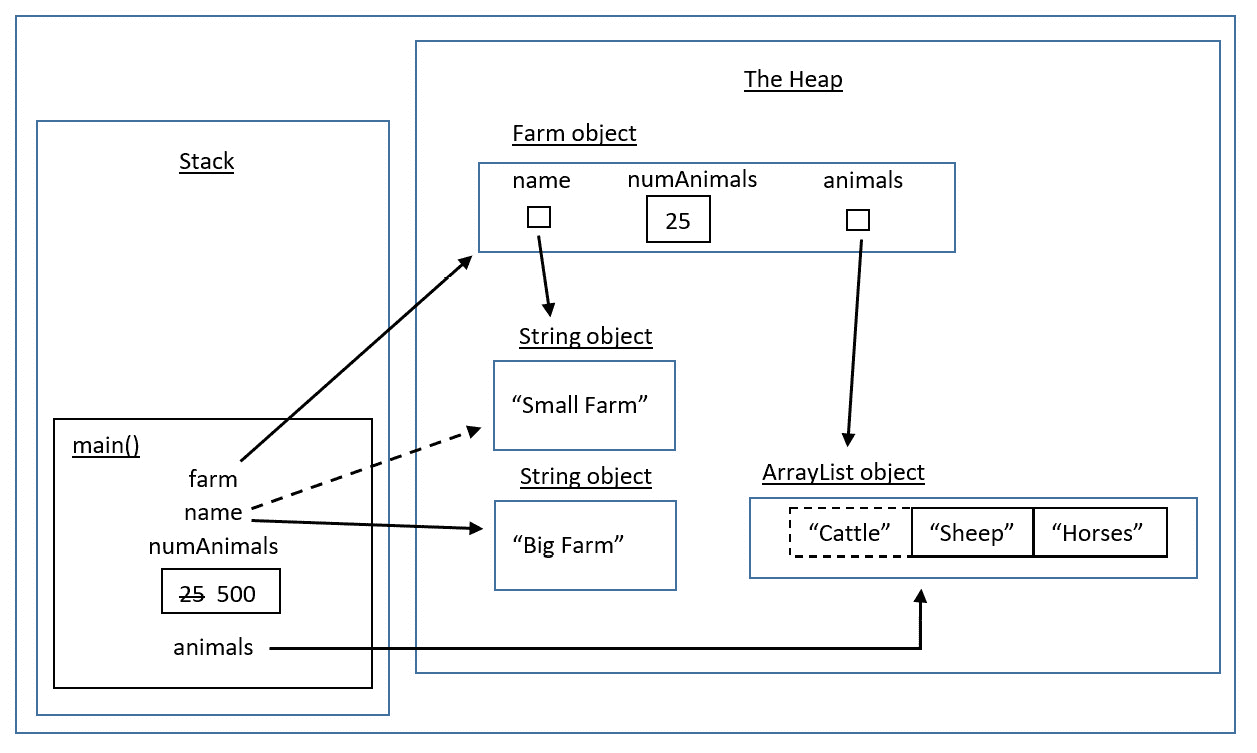 The Heap
Farm object
name numAnimals animals
25
Stack
String object
“Small Farm”
main()
farm
name
numAnimals
25 500
animals
String object
“Big Farm”
ArrayList object
“Cattle” “Sheep” “Horses”